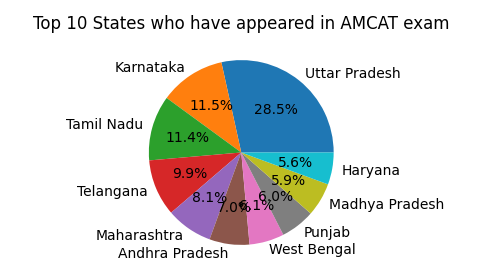 Top 10 States who have appeared in AMCAT exam
Uttar Pradesh
28.5%
Karnataka
11.5%
Tamil Nadu
11.4%
Telangana
9.9%
Maharashtra
8.1%
Andhra Pradesh
7.0%
West Bengal
6.1%
Punjab
6.0%
Madhya Pradesh
5.9%
Haryana
5.6%